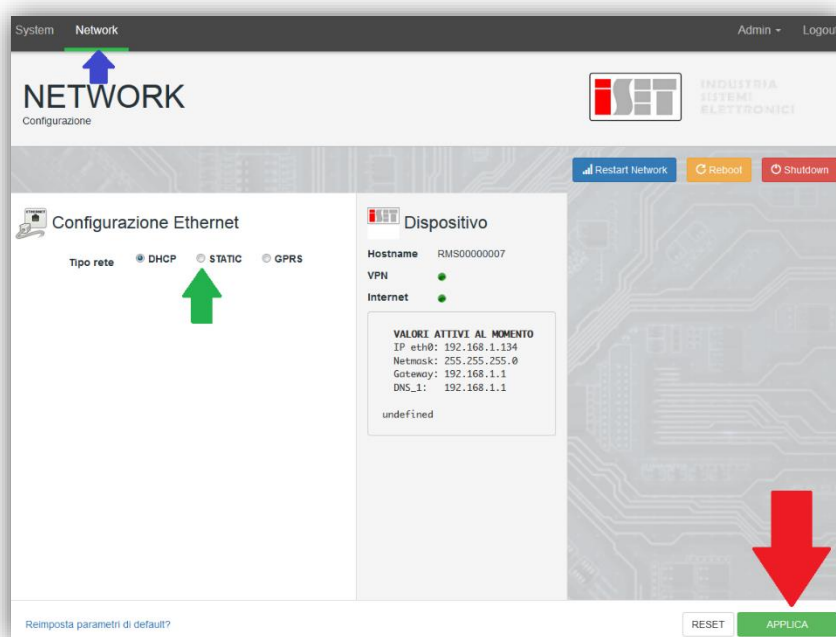 System Network Admin Logout
NETWORK
Configurazione
iSET INDUSTRIA
SISTEMI
ELETTRONICI
Restart Network Reboot Shutdown
Configurazione Ethernet
Tipo rete DHCP STATIC GPRS
iSET Dispositivo
Hostname RMS00000007
VPN
Internet
VALORI ATTIVI AL MOMENTO
IP eth0: 192.168.1.134
Netmask: 255.255.255.0
Gateway: 192.168.1.1
DNS_1: 192.168.1.1
undefined
Reimposta parametri di default?
RESET APPLICA